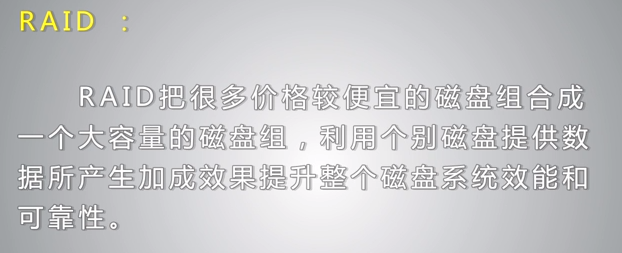 RAID ：
RAID把很多价格较便宜的磁盘组合成
一个大容量的磁盘组，利用个别磁盘提供数
据所产生加成效果提升整个磁盘系统效能和
可靠性。